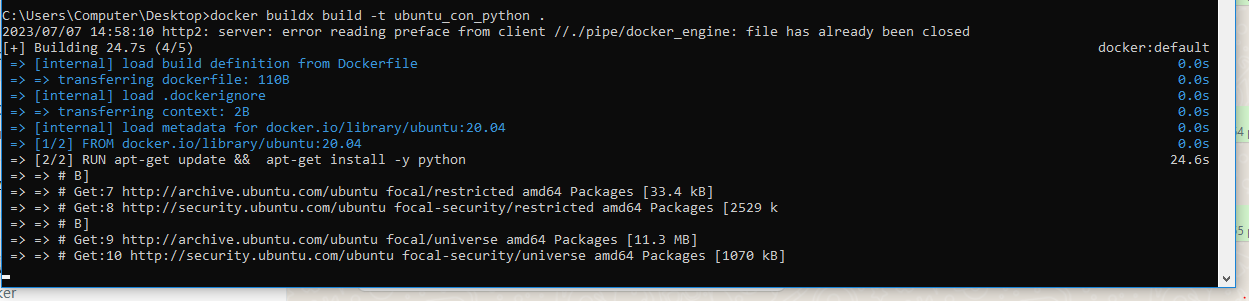 C:\Users\Computer\Desktop>docker buildx build -t ubuntu_con_python .
2023/07/07 14:58:10 http2: server: error reading preface from client //./pipe/docker_engine: file has already been closed
[+] Building 24.7s (4/5) docker:default
=> [internal] load build definition from Dockerfile 0.0s
=> => transferring dockerfile: 110B 0.0s
=> [internal] load .dockerignore 0.0s
=> => transferring context: 2B 0.0s
=> [internal] load metadata for docker.io/library/ubuntu:20.04 0.0s
=> [1/2] FROM docker.io/library/ubuntu:20.04 0.0s
=> [2/2] RUN apt-get update &&  apt-get install -y python 24.6s
=> => # B]
=> => # Get:7 http://archive.ubuntu.com/ubuntu focal/restricted amd64 Packages [33.4 kB]
=> => # Get:8 http://security.ubuntu.com/ubuntu focal-security/restricted amd64 Packages [2529 k
=> => # B]
=> => # Get:9 http://archive.ubuntu.com/ubuntu focal/universe amd64 Packages [11.3 MB]
=> => # Get:10 http://security.ubuntu.com/ubuntu focal-security/universe amd64 Packages [1070 kB]